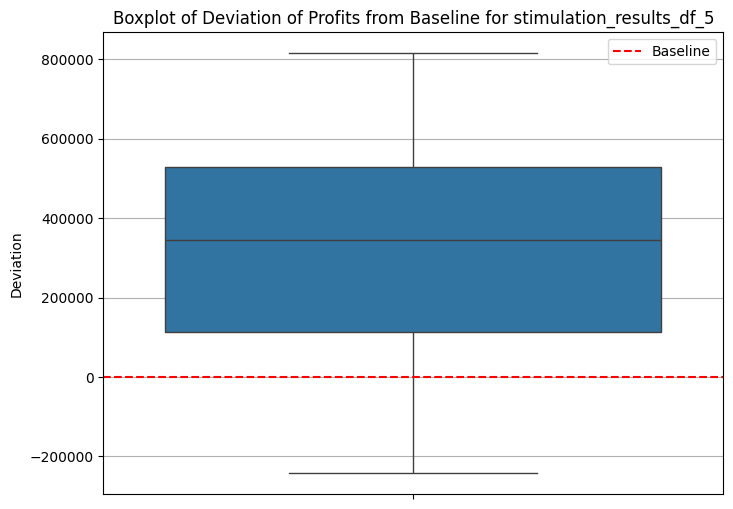 Boxplot of Deviation of Profits from Baseline for stimulation_results_df_5
Baseline
800000
600000
400000
200000
0
−200000
Deviation